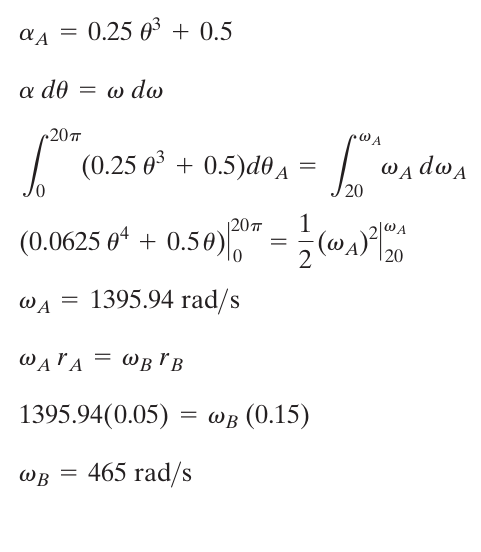 α_A = 0.25 θ³ + 0.5
α dθ = ω dω
∫₀^{20π} (0.25 θ³ + 0.5)dθ_A = ∫₂₀^{ω_A} ω_A dω_A
(0.0625 θ⁴ + 0.5θ)|₀^{20π} = 1/2 (ω_A)²|₂₀^{ω_A}
ω_A = 1395.94 rad/s
ω_A r_A = ω_B r_B
1395.94(0.05) = ω_B (0.15)
ω_B = 465 rad/s